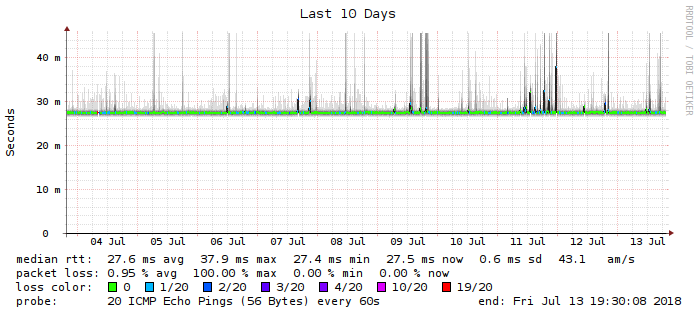 Last 10 Days
RRDTOOL / TOBI OETIKER
Seconds
40 m
30 m
20 m
10 m
0
04 Jul 05 Jul 06 Jul 07 Jul 08 Jul 09 Jul 10 Jul 11 Jul 12 Jul 13 Jul
median rtt: 27.6 ms avg 37.9 ms max 27.4 ms min 27.5 ms now 0.6 ms sd 43.1 am/s
packet loss: 0.95 % avg 100.00 % max 0.00 % min 0.00 % now
loss color: 0 1/20 2/20 3/20 4/20 10/20 19/20
probe: 20 ICMP Echo Pings (56 Bytes) every 60s end: Fri Jul 13 19:30:08 2018